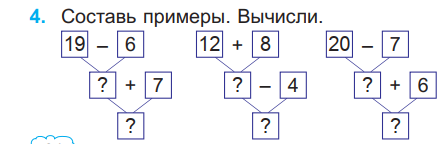 4. Составь примеры. Вычисли.
19 – 6 12 + 8 20 – 7
? + 7 ? – 4 ? + 6
? ? ?